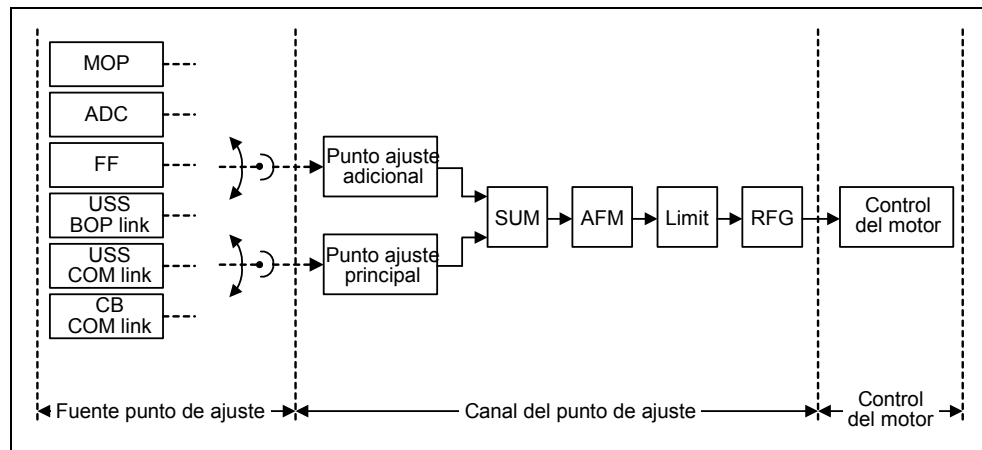 MOP
ADC
FF
USS
BOP link
USS
COM link
CB
COM link
Punto ajuste
adicional
Punto ajuste
principal
SUM
AFM
Limit
RFG
Control
del motor
Fuente punto de ajuste
Canal del punto de ajuste
Control
del motor